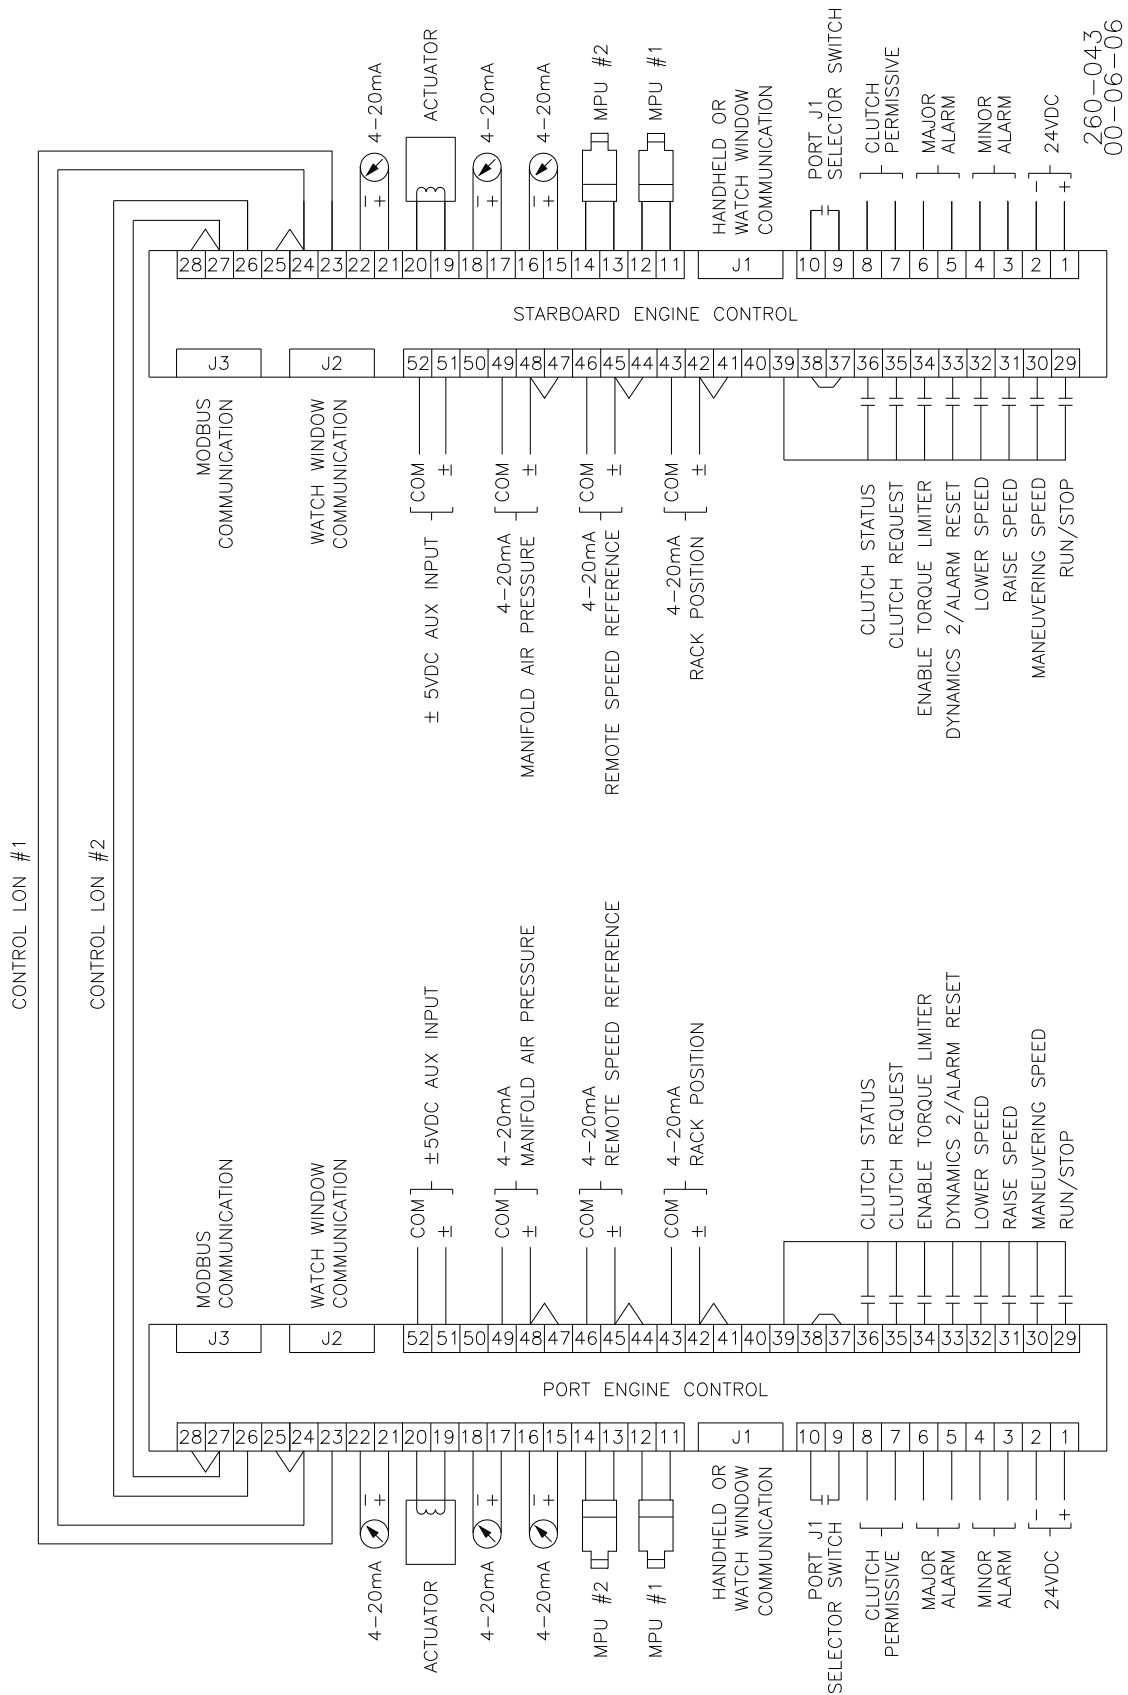 CONTROL LON #1
CONTROL LON #2
4–20mA
ACTUATOR
4–20mA
4–20mA
MPU #2
MPU #1
HANDHELD OR
WATCH WINDOW
COMMUNICATION
PORT J1
SELECTOR SWITCH
CLUTCH
PERMISSIVE
MAJOR
ALARM
MINOR
ALARM
24VDC
– + – + – + – +
28 27 26 25 24 23 22 21 20 19 18 17 16 15 14 13 12 11 J1 10 9 8 7 6 5 4 3 2 1
STARBOARD ENGINE CONTROL
J3 J2 52 51 50 49 48 47 46 45 44 43 42 41 40 39 38 37 36 35 34 33 32 31 30 29
MODBUS
COMMUNICATION
WATCH WINDOW
COMMUNICATION
COM ±
± 5VDC AUX INPUT
COM ±
4–20mA
MANIFOLD AIR PRESSURE
COM ±
4–20mA
REMOTE SPEED REFERENCE
COM ±
4–20mA
RACK POSITION
CLUTCH STATUS
CLUTCH REQUEST
ENABLE TORQUE LIMITER
DYNAMICS 2/ALARM RESET
LOWER SPEED
RAISE SPEED
MANEUVERING SPEED
RUN/STOP
±5VDC AUX INPUT
COM ±
4–20mA
MANIFOLD AIR PRESSURE
COM ±
4–20mA
REMOTE SPEED REFERENCE
COM ±
4–20mA
RACK POSITION
COM ±
CLUTCH STATUS
CLUTCH REQUEST
ENABLE TORQUE LIMITER
DYNAMICS 2/ALARM RESET
LOWER SPEED
RAISE SPEED
MANEUVERING SPEED
RUN/STOP
MODBUS
COMMUNICATION
WATCH WINDOW
COMMUNICATION
J3 J2 52 51 50 49 48 47 46 45 44 43 42 41 40 39 38 37 36 35 34 33 32 31 30 29
PORT ENGINE CONTROL
28 27 26 25 24 23 22 21 20 19 18 17 16 15 14 13 12 11 J1 10 9 8 7 6 5 4 3 2 1
– + – + – + – +
4–20mA
ACTUATOR
4–20mA
4–20mA
MPU #2
MPU #1
HANDHELD OR
WATCH WINDOW
COMMUNICATION
PORT J1
SELECTOR SWITCH
CLUTCH
PERMISSIVE
MAJOR
ALARM
MINOR
ALARM
24VDC
260–043
00–06–06